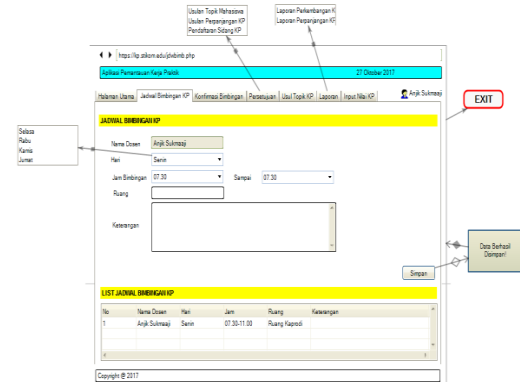 Usulan Topik Mahasiswa
Usulan Perpanjangan KP
Pendaftaran Sidang KP
Laporan Perkembangan K
Laporan Perpanjangan KF
https://kp.stikom.edu/jdwbimb.php
Aplikasi Pemantauan Kerja Praktik 27 Oktober 2017
Halaman Utama Jadwal Bimbingan KP Konfirmasi Bimbingan Persetujuan Usul Topik KP Laporan Input Nilai KP Anjik Sukmaaji
EXIT
JADWAL BIMBINGAN KP
Selasa
Rabu
Kamis
Jumat
Nama Dosen Anjik Sukmaaji
Hari Senin
Jam Bimbingan 07.30 Sampai 07.30
Ruang
Keterangan
Data Berhasil
Disimpan!
Simpan
LIST JADWAL BIMBINGAN KP
No Nama Dosen Hari Jam Ruang Keterangan
1 Anjik Sukmaaji Senin 07.30-11.00 Ruang Kaprodi
Copyright @ 2017